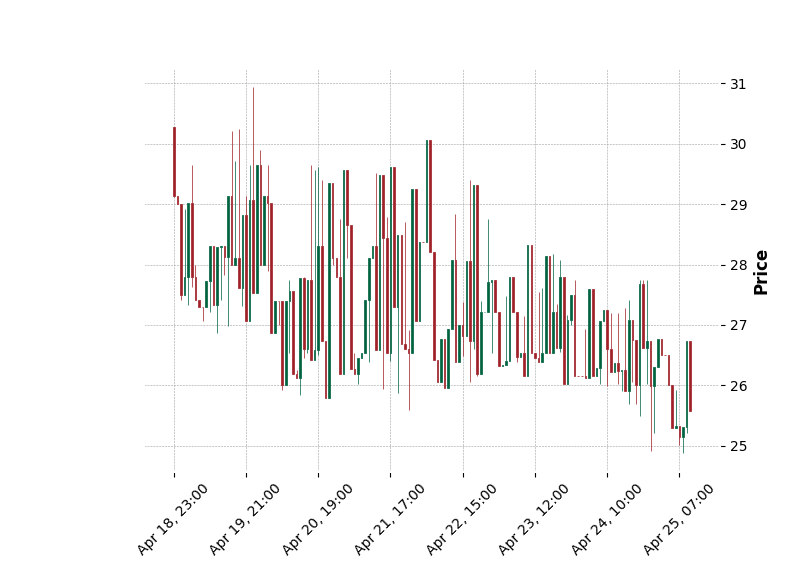 31
30
29
28
27
26
25
Price
Apr 18, 23:00
Apr 19, 21:00
Apr 20, 19:00
Apr 21, 17:00
Apr 22, 15:00
Apr 23, 12:00
Apr 24, 10:00
Apr 25, 07:00